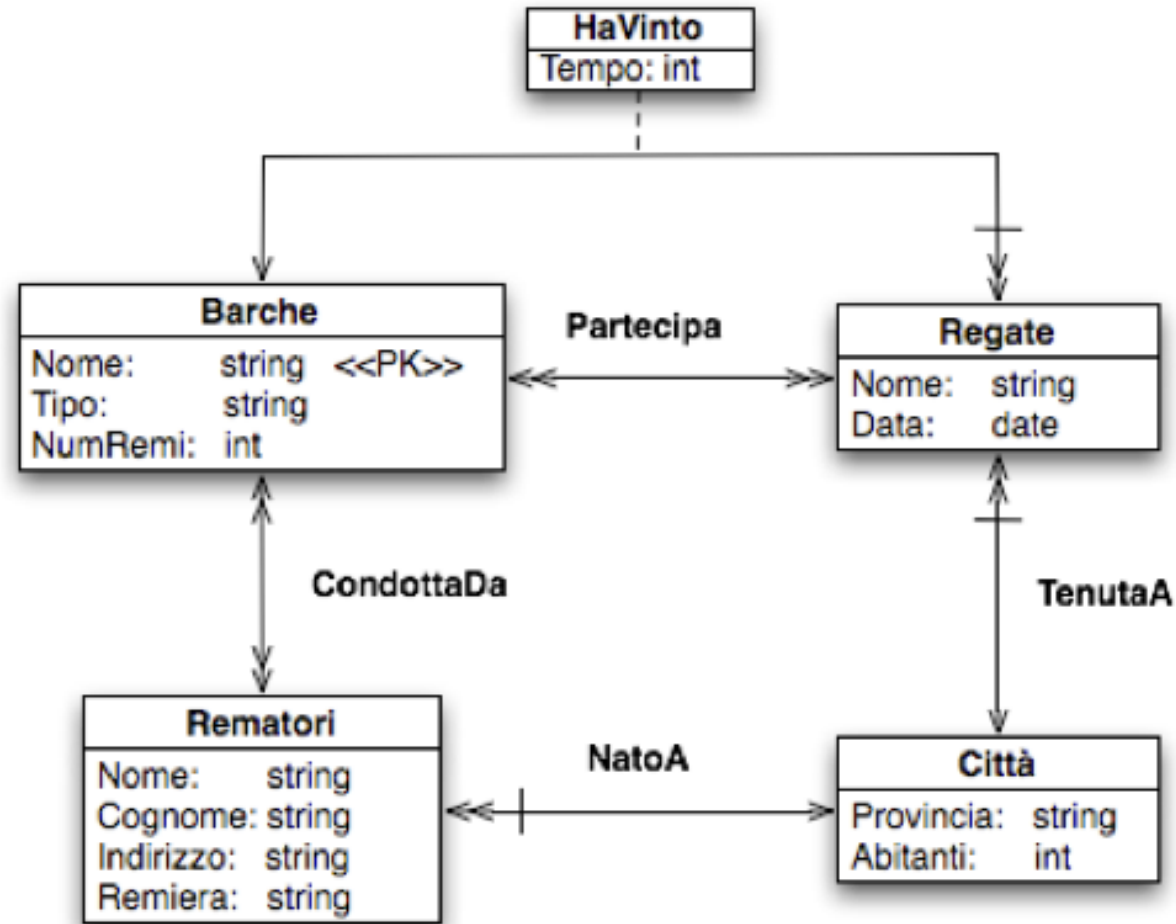 HaVinto
Tempo: int
Barche
Nome: string <<PK>>
Tipo: string
NumRemi: int
Partecipa
Regate
Nome: string
Data: date
CondottaDa
TenutaA
Rematori
Nome: string
Cognome: string
Indirizzo: string
Remiera: string
NatoA
Città
Provincia: string
Abitanti: int